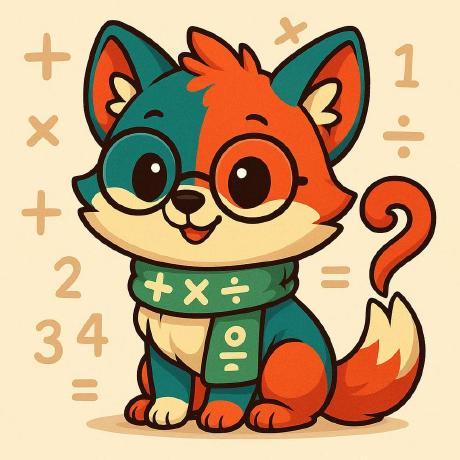 + × 1
× ÷
+
2 =
3 4
=
+ × ÷